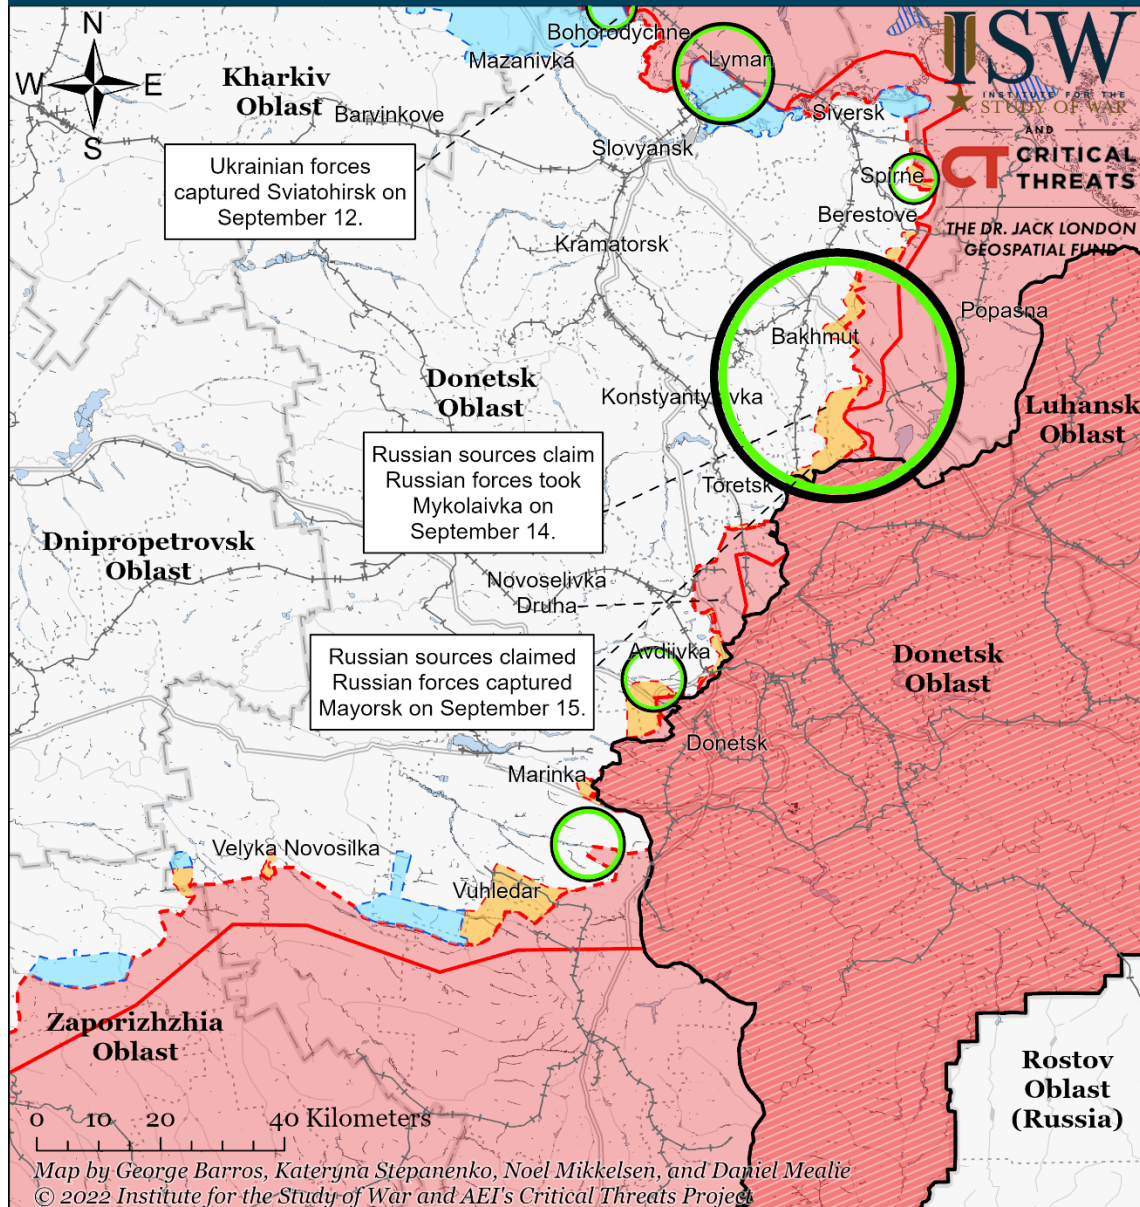 N
W
E
S
Bohorodychne
Mazanivka
Lyman
ISW
INSTITUTE FOR THE
STUDY OF WAR
AND
CT CRITICAL
THREATS
THE DR. JACK LONDON
GEOSPATIAL FUND
Kharkiv
Oblast
Barvinkove
Siversk
Slovyansk
Ukrainian forces
captured Sviatohirsk on
September 12.
Spirne
Berestove
Kramatorsk
Popasna
Bakhmut
Donetsk
Oblast
Konstyantynivka
Luhansk
Oblast
Russian sources claim
Russian forces took
Mykolaivka on
September 14.
Toretsk
Dnipropetrovsk
Oblast
Novoselivka
Druha
Russian sources claimed
Russian forces captured
Mayorsk on September 15.
Avdiivka
Donetsk
Oblast
Donetsk
Marinka
Velyka Novosilka
Vuhledar
Zaporizhzhia
Oblast
Rostov
Oblast
(Russia)
0 10 20 40 Kilometers
Map by George Barros, Kateryna Stepanenko, Noel Mikkelsen, and Daniel Mealie
© 2022 Institute for the Study of War and AEI's Critical Threats Project